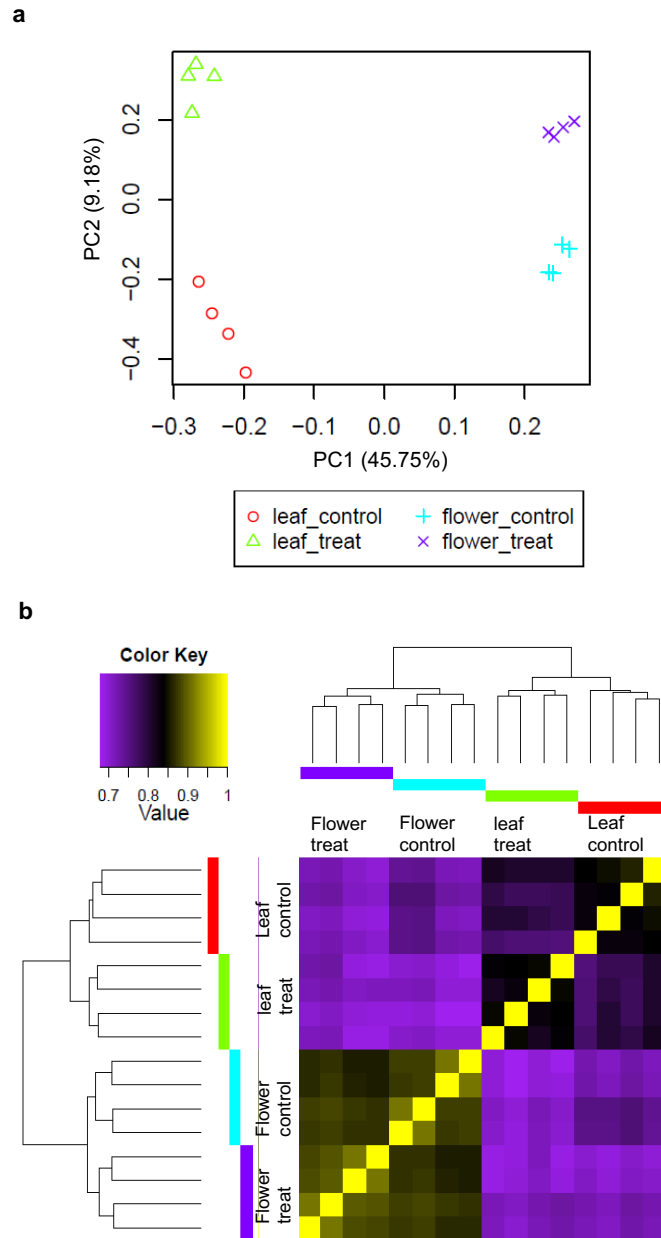 a
PC2 (9.18%)
0.2
0.0
−0.2
−0.4
−0.3 −0.2 −0.1 0.0 0.1 0.2
PC1 (45.75%)
leaf_control flower_control
leaf_treat flower_treat
b
Color Key
0.7 0.8 0.9 1
Value
Flower Flower leaf Leaf
treat control treat control
Leaf
control
leaf
treat
Flower
control
Flower
treat